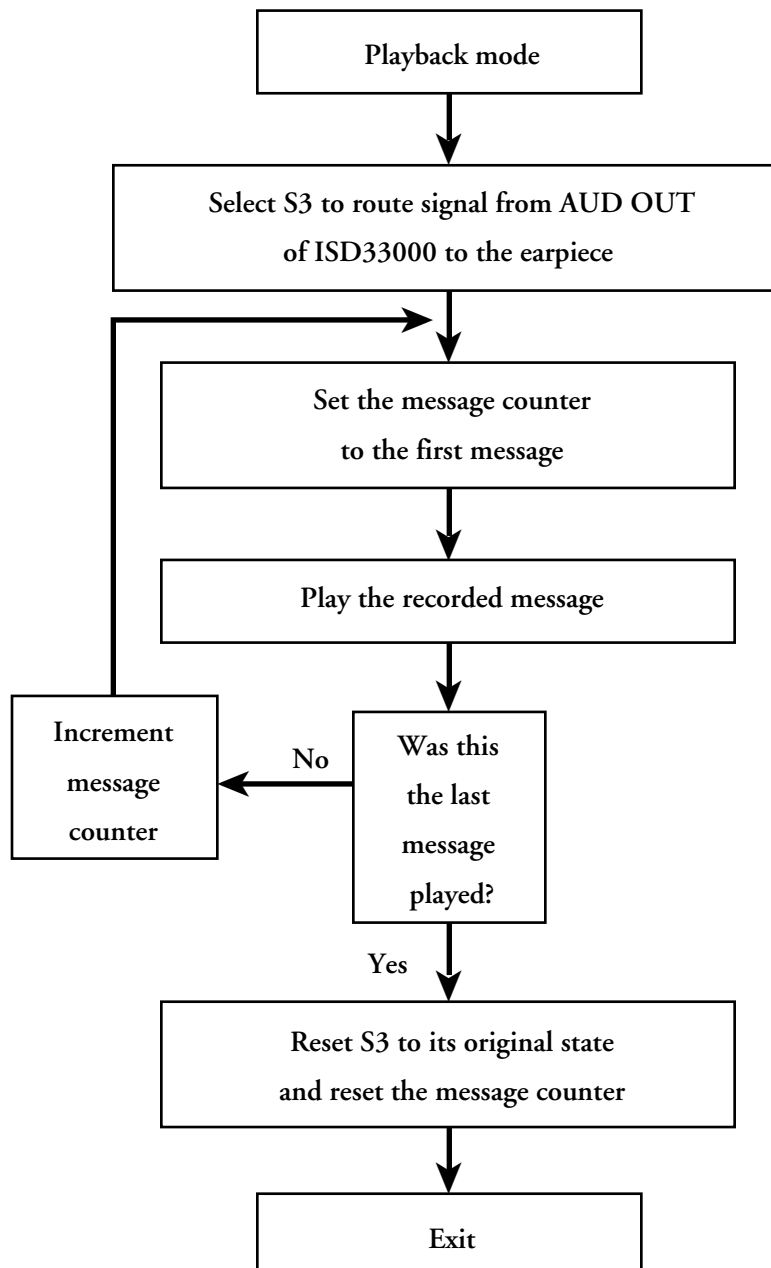 Playback mode
Select S3 to route signal from AUD OUT
of ISD33000 to the earpiece
Set the message counter
to the first message
Play the recorded message
Increment
message
counter
No
Was this
the last
message
played?
Yes
Reset S3 to its original state
and reset the message counter
Exit